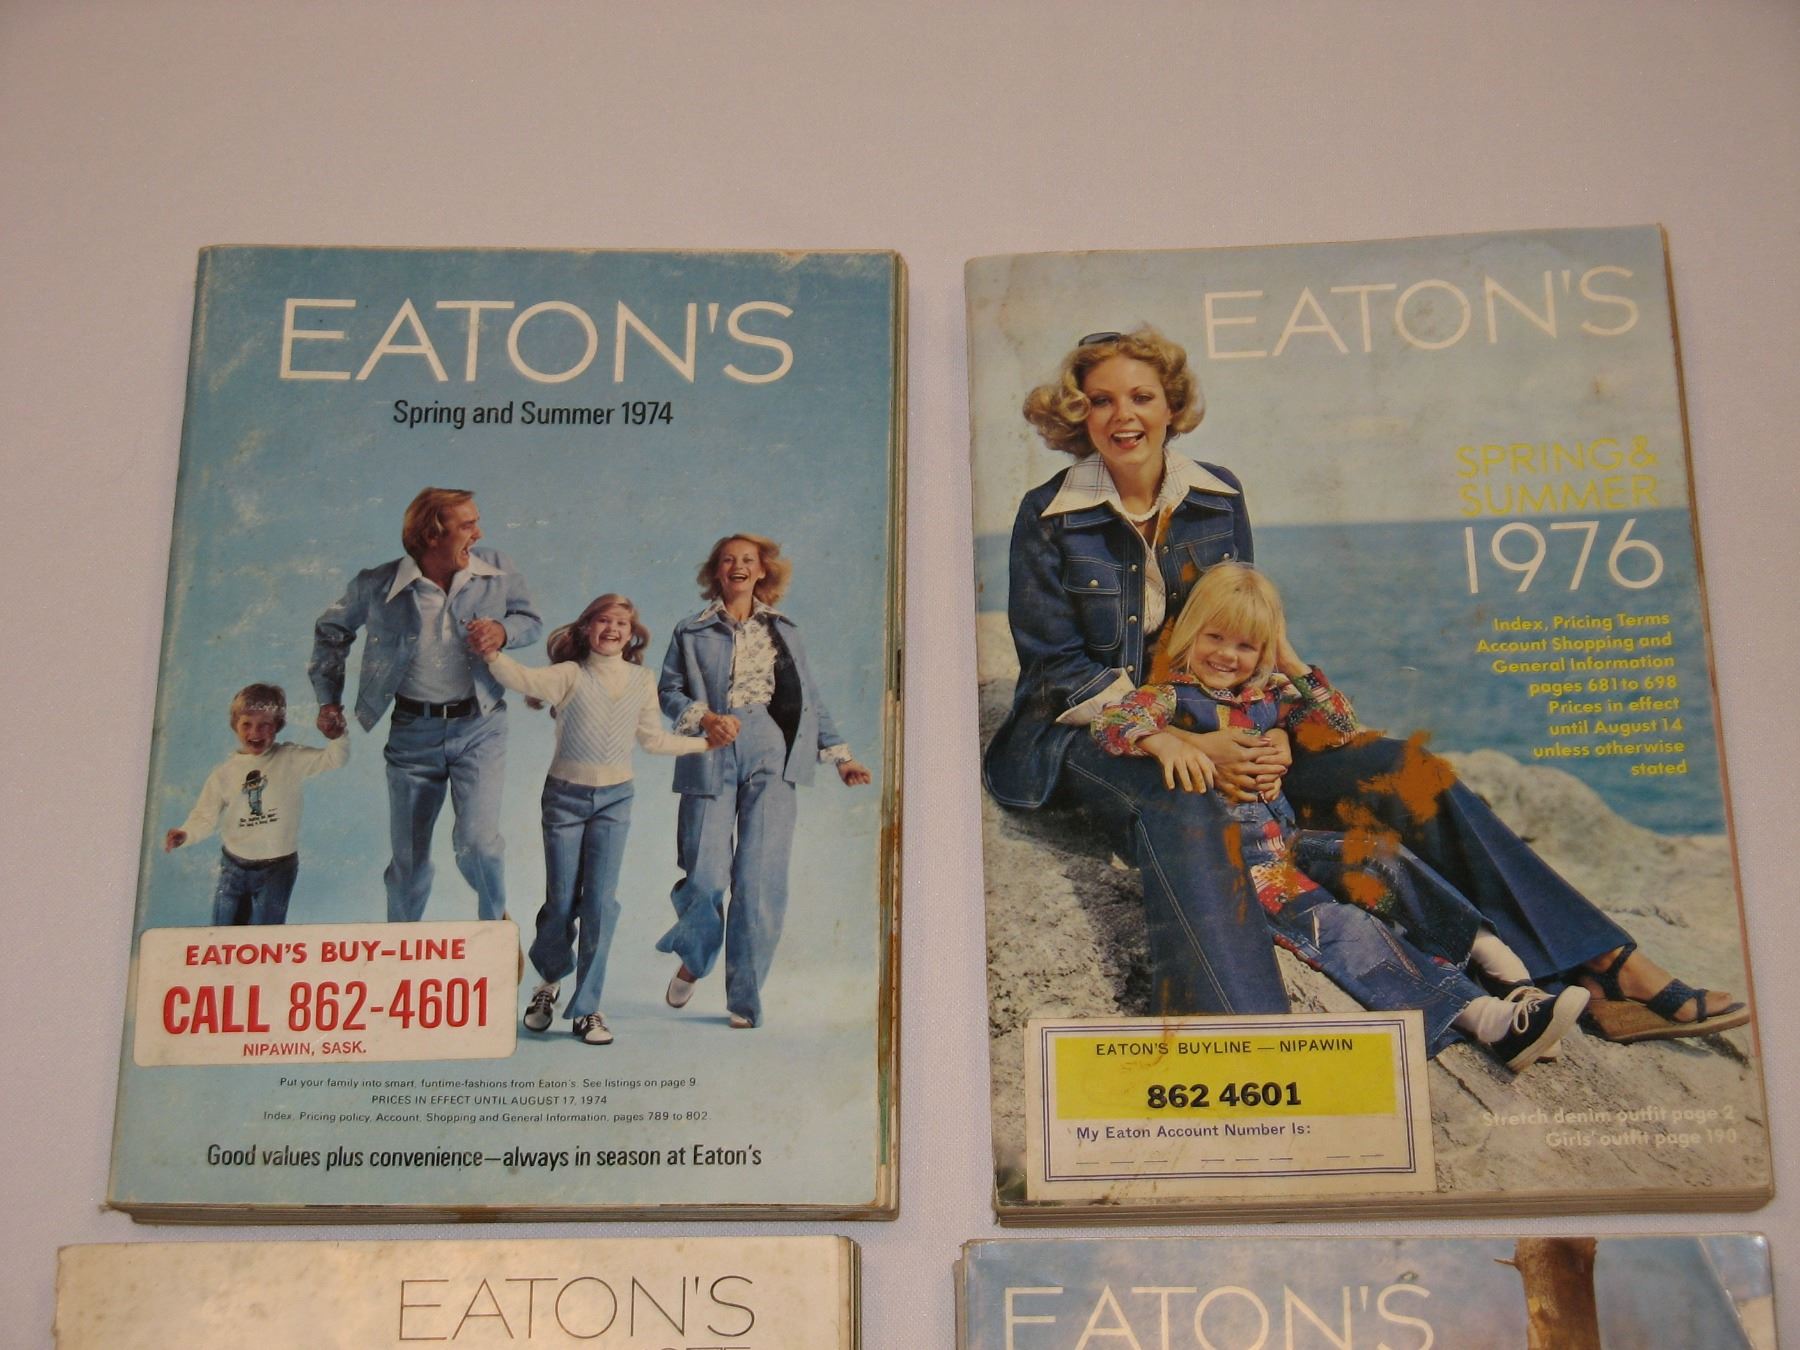 EATON'S
Spring and Summer 1974
EATON'S BUY-LINE
CALL 862-4601
NIPAWIN, SASK.
Put your family into smart, funtime-fashions from Eaton's. See listings on page 9.
PRICES IN EFFECT UNTIL AUGUST 17, 1974
Index, Pricing policy, Account, Shopping and General Information, pages 789 to 802.
Good values plus convenience—always in season at Eaton's
EATON'S
SPRING &
SUMMER
1976
Index, Pricing Terms
Account Shopping and
General Information
pages 681 to 698
Prices in effect
until August 14
unless otherwise
stated
EATON'S BUYLINE — NIPAWIN
862 4601
My Eaton Account Number Is:
Stretch denim outfit page 2
Girls' outfit page 190
EATON'S
EATON'S